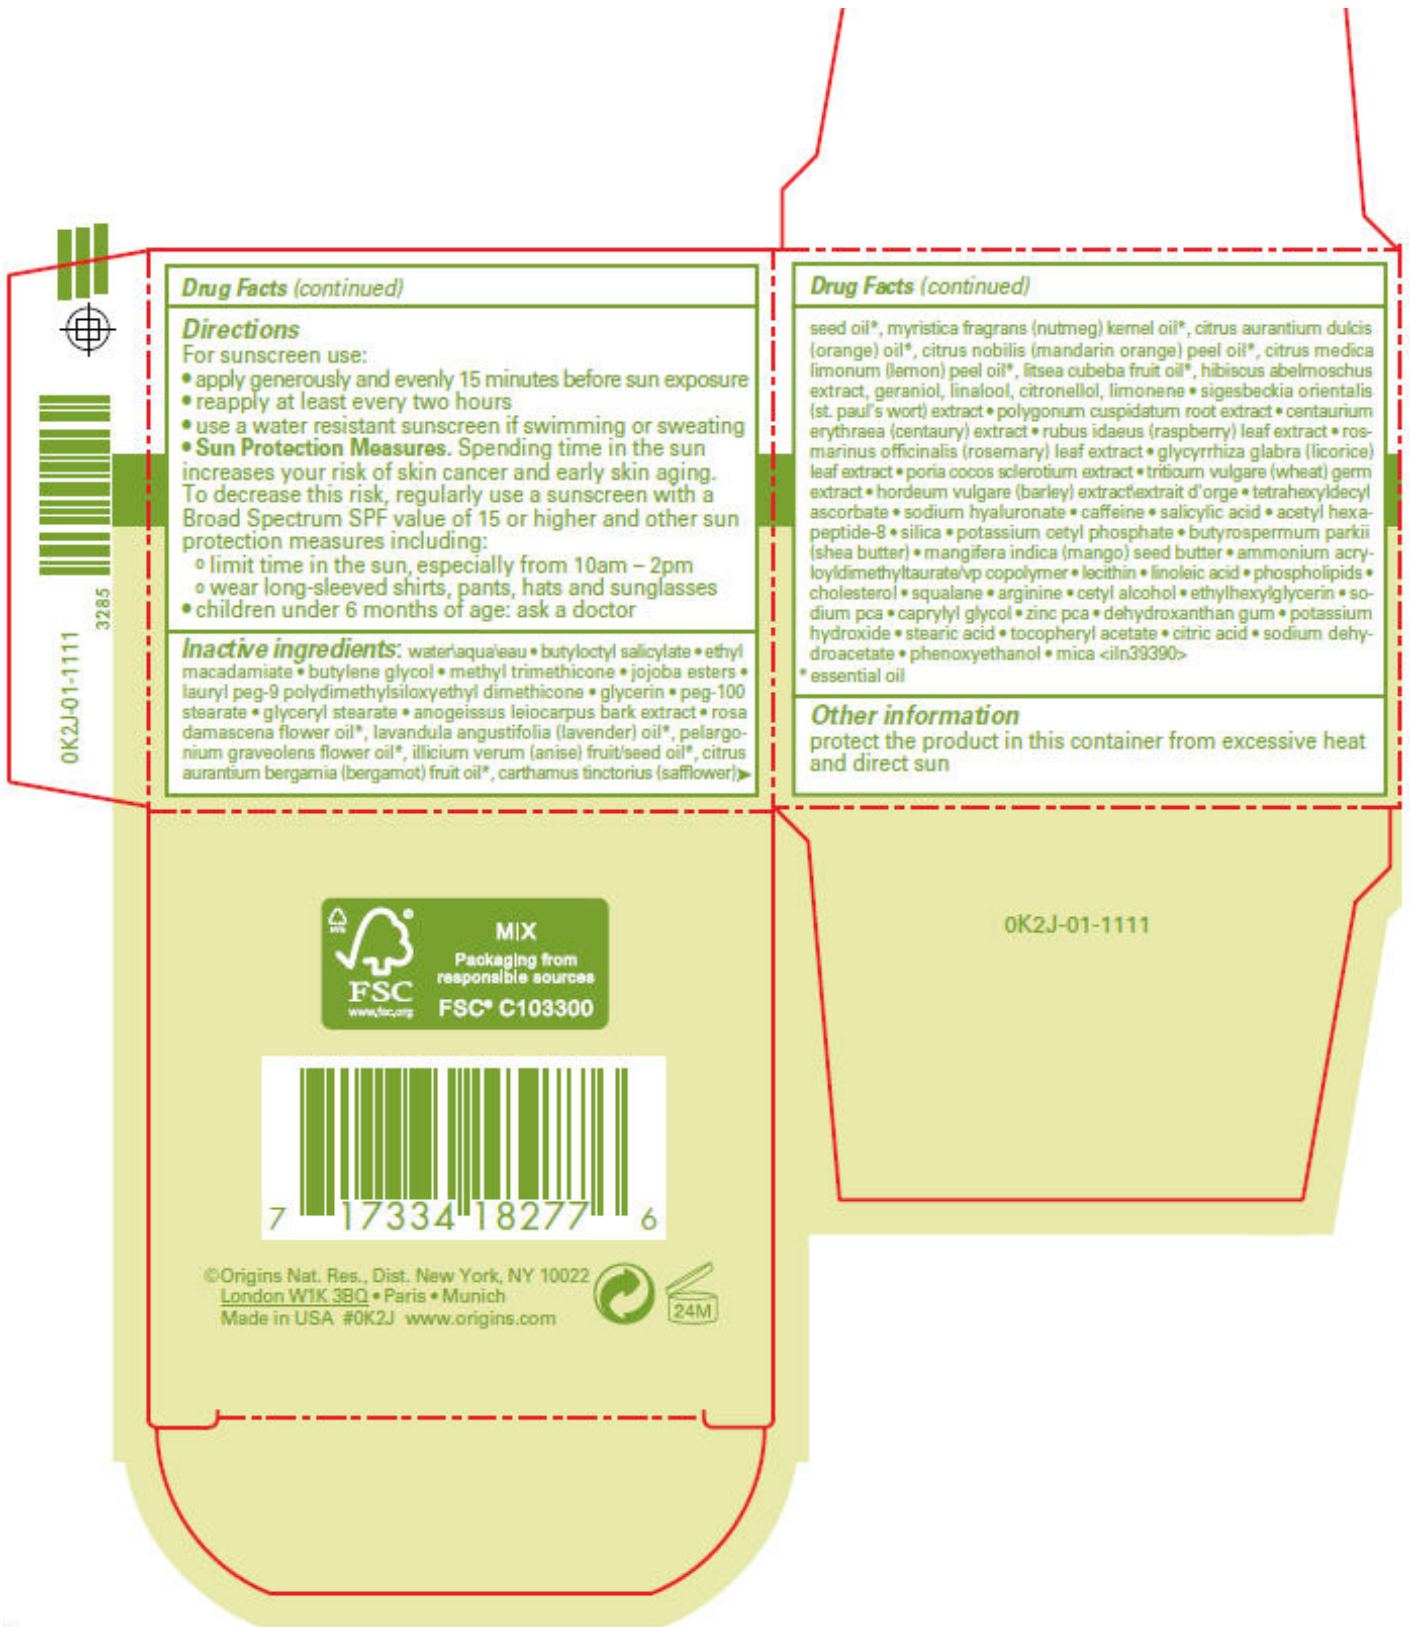 3285
0K2J-01-1111
Drug Facts (continued)
Directions
For sunscreen use:
• apply generously and evenly 15 minutes before sun exposure
• reapply at least every two hours
• use a water resistant sunscreen if swimming or sweating
• Sun Protection Measures. Spending time in the sun
increases your risk of skin cancer and early skin aging.
To decrease this risk, regularly use a sunscreen with a
Broad Spectrum SPF value of 15 or higher and other sun
protection measures including:
o limit time in the sun, especially from 10am – 2pm
o wear long-sleeved shirts, pants, hats and sunglasses
• children under 6 months of age: ask a doctor
Inactive ingredients: water\aqua\eau • butyloctyl salicylate • ethyl
macadamiate • butylene glycol • methyl trimethicone • jojoba esters •
lauryl peg-9 polydimethylsiloxyethyl dimethicone • glycerin • peg-100
stearate • glyceryl stearate • anogeissus leiocarpus bark extract • rosa
damascena flower oil*, lavandula angustifolia (lavender) oil*, pelargo-
nium graveolens flower oil*, illicium verum (anise) fruit/seed oil*, citrus
aurantium bergamia (bergamot) fruit oil*, carthamus tinctorius (safflower)
Drug Facts (continued)
seed oil*, myristica fragrans (nutmeg) kernel oil*, citrus aurantium dulcis
(orange) oil*, citrus nobilis (mandarin orange) peel oil*, citrus medica
limonum (lemon) peel oil*, litsea cubeba fruit oil*, hibiscus abelmoschus
extract, geraniol, linalool, citronellol, limonene • sigesbeckia orientalis
(st. paul's wort) extract • polygonum cuspidatum root extract • centaurium
erythraea (centaury) extract • rubus idaeus (raspberry) leaf extract • ros-
marinus officinalis (rosemary) leaf extract • glycyrrhiza glabra (licorice)
leaf extract • poria cocos sclerotium extract • triticum vulgare (wheat) germ
extract • hordeum vulgare (barley) extract\extrait d'orge • tetrahexyldecyl
ascorbate • sodium hyaluronate • caffeine • salicylic acid • acetyl hexa-
peptide-8 • silica • potassium cetyl phosphate • butyrospermum parkii
(shea butter) • mangifera indica (mango) seed butter • ammonium acry-
loyldimethyltaurate/vp copolymer • lecithin • linoleic acid • phospholipids •
cholesterol • squalane • arginine • cetyl alcohol • ethylhexylglycerin • so-
dium pca • caprylyl glycol • zinc pca • dehydroxanthan gum • potassium
hydroxide • stearic acid • tocopheryl acetate • citric acid • sodium dehy-
droacetate • phenoxyethanol • mica <iln39390>
* essential oil
Other information
protect the product in this container from excessive heat
and direct sun
0K2J-01-1111
FSC
www.fsc.org
MIX
Packaging from
responsible sources
FSC® C103300
7 17334 18277 6
©Origins Nat. Res., Dist. New York, NY 10022
London W1K 3BQ • Paris • Munich
Made in USA #0K2J www.origins.com
24M